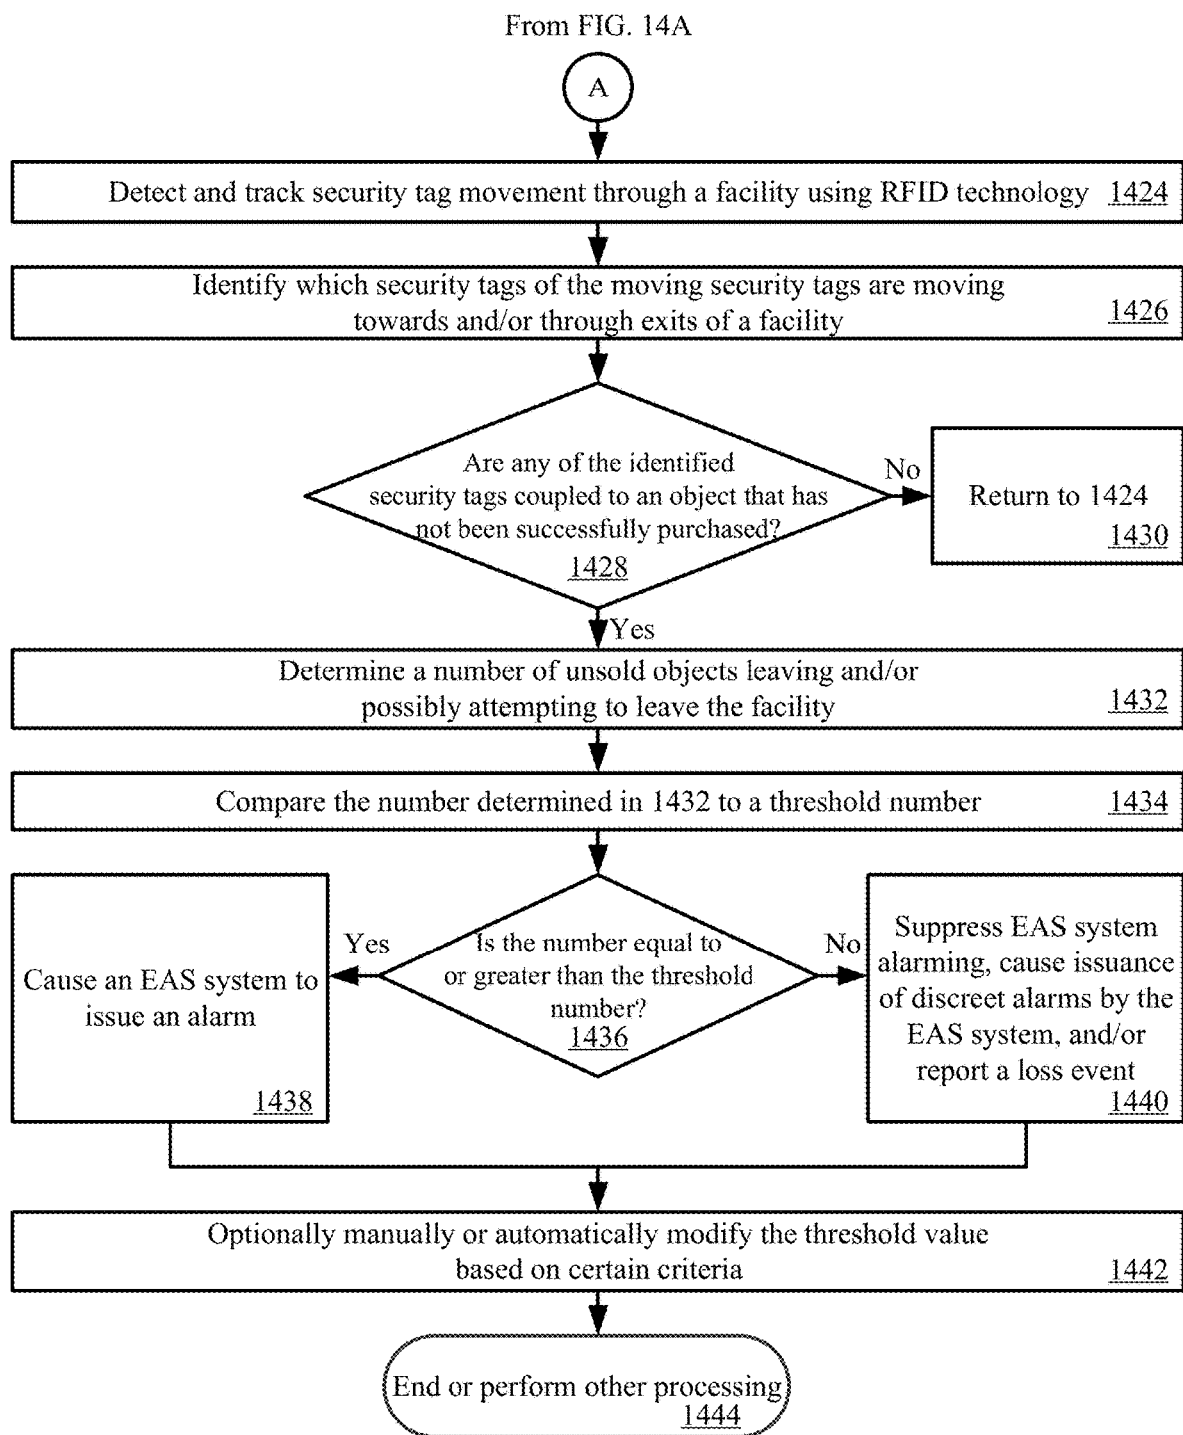 From FIG. 14A
A
Detect and track security tag movement through a facility using RFID technology 1424
Identify which security tags of the moving security tags are moving
towards and/or through exits of a facility
1426
Are any of the identified
security tags coupled to an object that has
not been successfully purchased?
1428
No
Return to 1424
1430
Yes
Determine a number of unsold objects leaving and/or
possibly attempting to leave the facility
1432
Compare the number determined in 1432 to a threshold number 1434
Is the number equal to
or greater than the threshold
number?
1436
Yes
Cause an EAS system to
issue an alarm
1438
No
Suppress EAS system
alarming, cause issuance
of discreet alarms by the
EAS system, and/or
report a loss event
1440
Optionally manually or automatically modify the threshold value
based on certain criteria
1442
End or perform other processing
1444